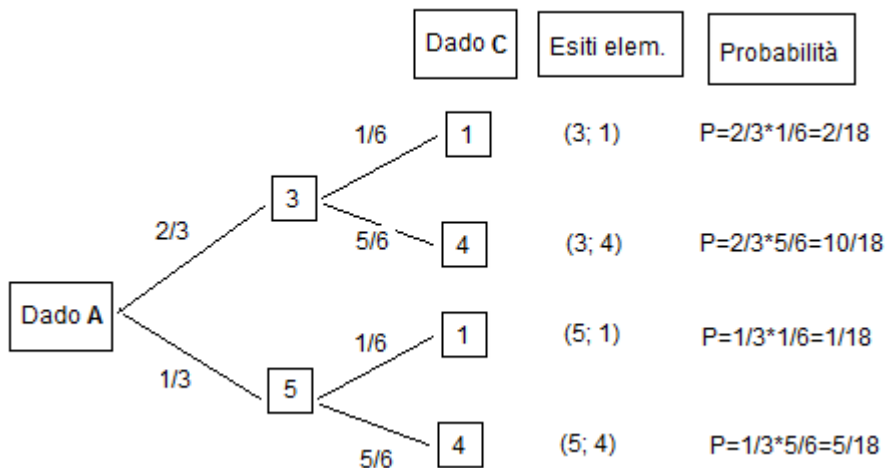 Dado C Esiti elem. Probabilità
1/6 1 (3; 1) P=2/3*1/6=2/18
3
2/3 5/6 4 (3; 4) P=2/3*5/6=10/18
Dado A
1/6 1 (5; 1) P=1/3*1/6=1/18
1/3 5
5/6 4 (5; 4) P=1/3*5/6=5/18